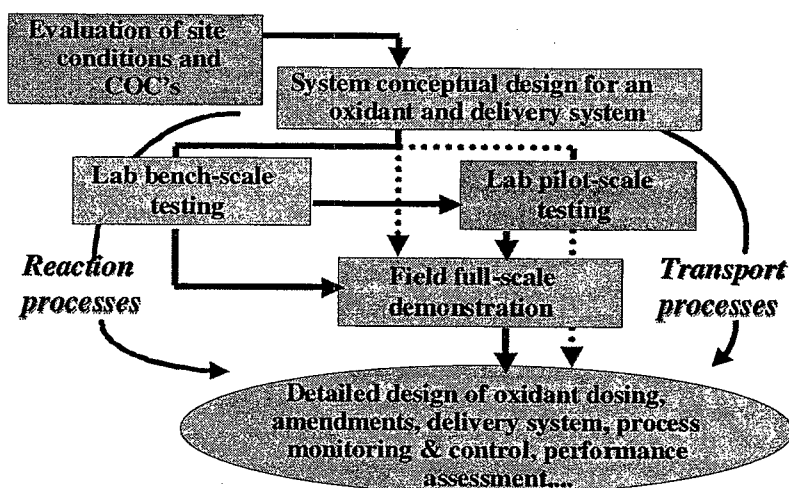 Evaluation of site
conditions and
COC's
System conceptual design for an
oxidant and delivery system
Lab bench-scale
testing
Lab pilot-scale
testing
Reaction
processes
Field full-scale
demonstration
Transport
processes
Detailed design of oxidant dosing,
amendments, delivery system, process
monitoring & control, performance
assessment,...